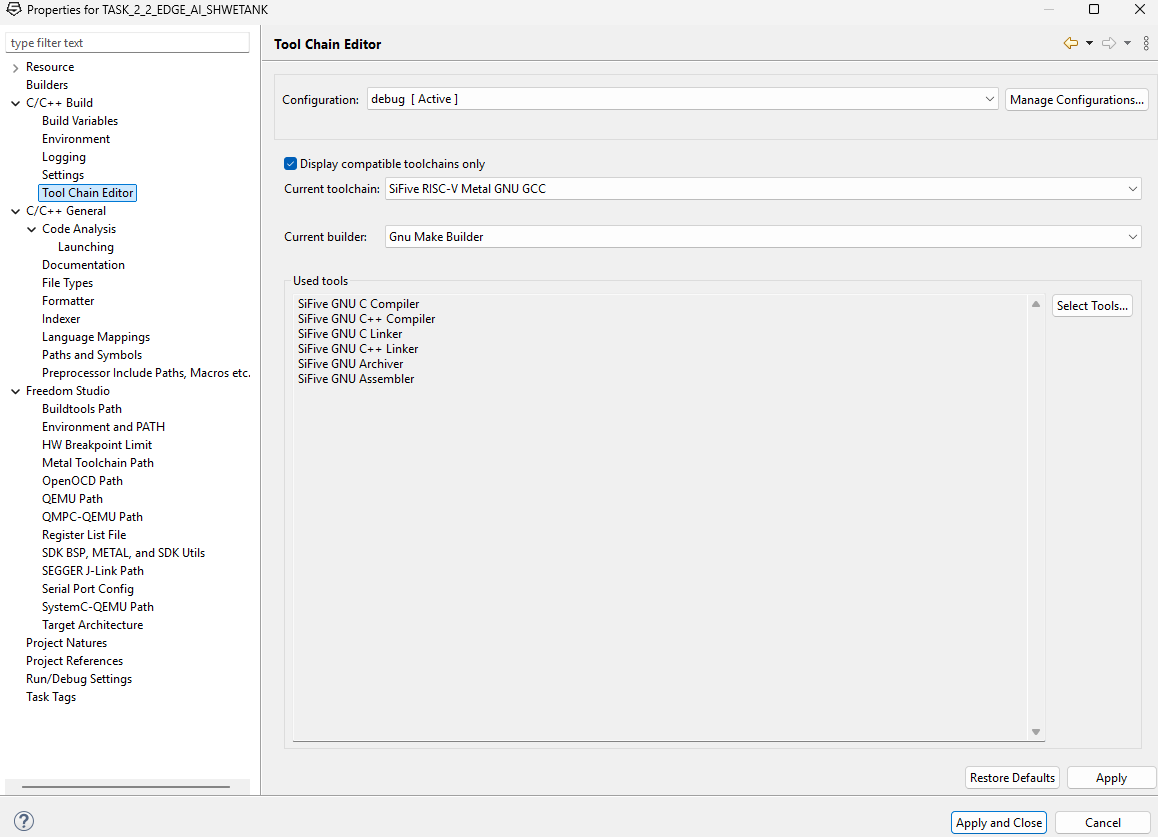 Properties for TASK_2_2_EDGE_AI_SHWETANK
type filter text
Resource
Builders
C/C++ Build
Build Variables
Environment
Logging
Settings
Tool Chain Editor
C/C++ General
Code Analysis
Launching
Documentation
File Types
Formatter
Indexer
Language Mappings
Paths and Symbols
Preprocessor Include Paths, Macros etc.
Freedom Studio
Buildtools Path
Environment and PATH
HW Breakpoint Limit
Metal Toolchain Path
OpenOCD Path
QEMU Path
QMPC-QEMU Path
Register List File
SDK BSP, METAL, and SDK Utils
SEGGER J-Link Path
Serial Port Config
SystemC-QEMU Path
Target Architecture
Project Natures
Project References
Run/Debug Settings
Task Tags
Tool Chain Editor
Configuration: debug [ Active ] Manage Configurations...
Display compatible toolchains only
Current toolchain: SiFive RISC-V Metal GNU GCC
Current builder: Gnu Make Builder
Used tools
SiFive GNU C Compiler
SiFive GNU C++ Compiler
SiFive GNU C Linker
SiFive GNU C++ Linker
SiFive GNU Archiver
SiFive GNU Assembler
Select Tools...
Restore Defaults Apply
? Apply and Close Cancel